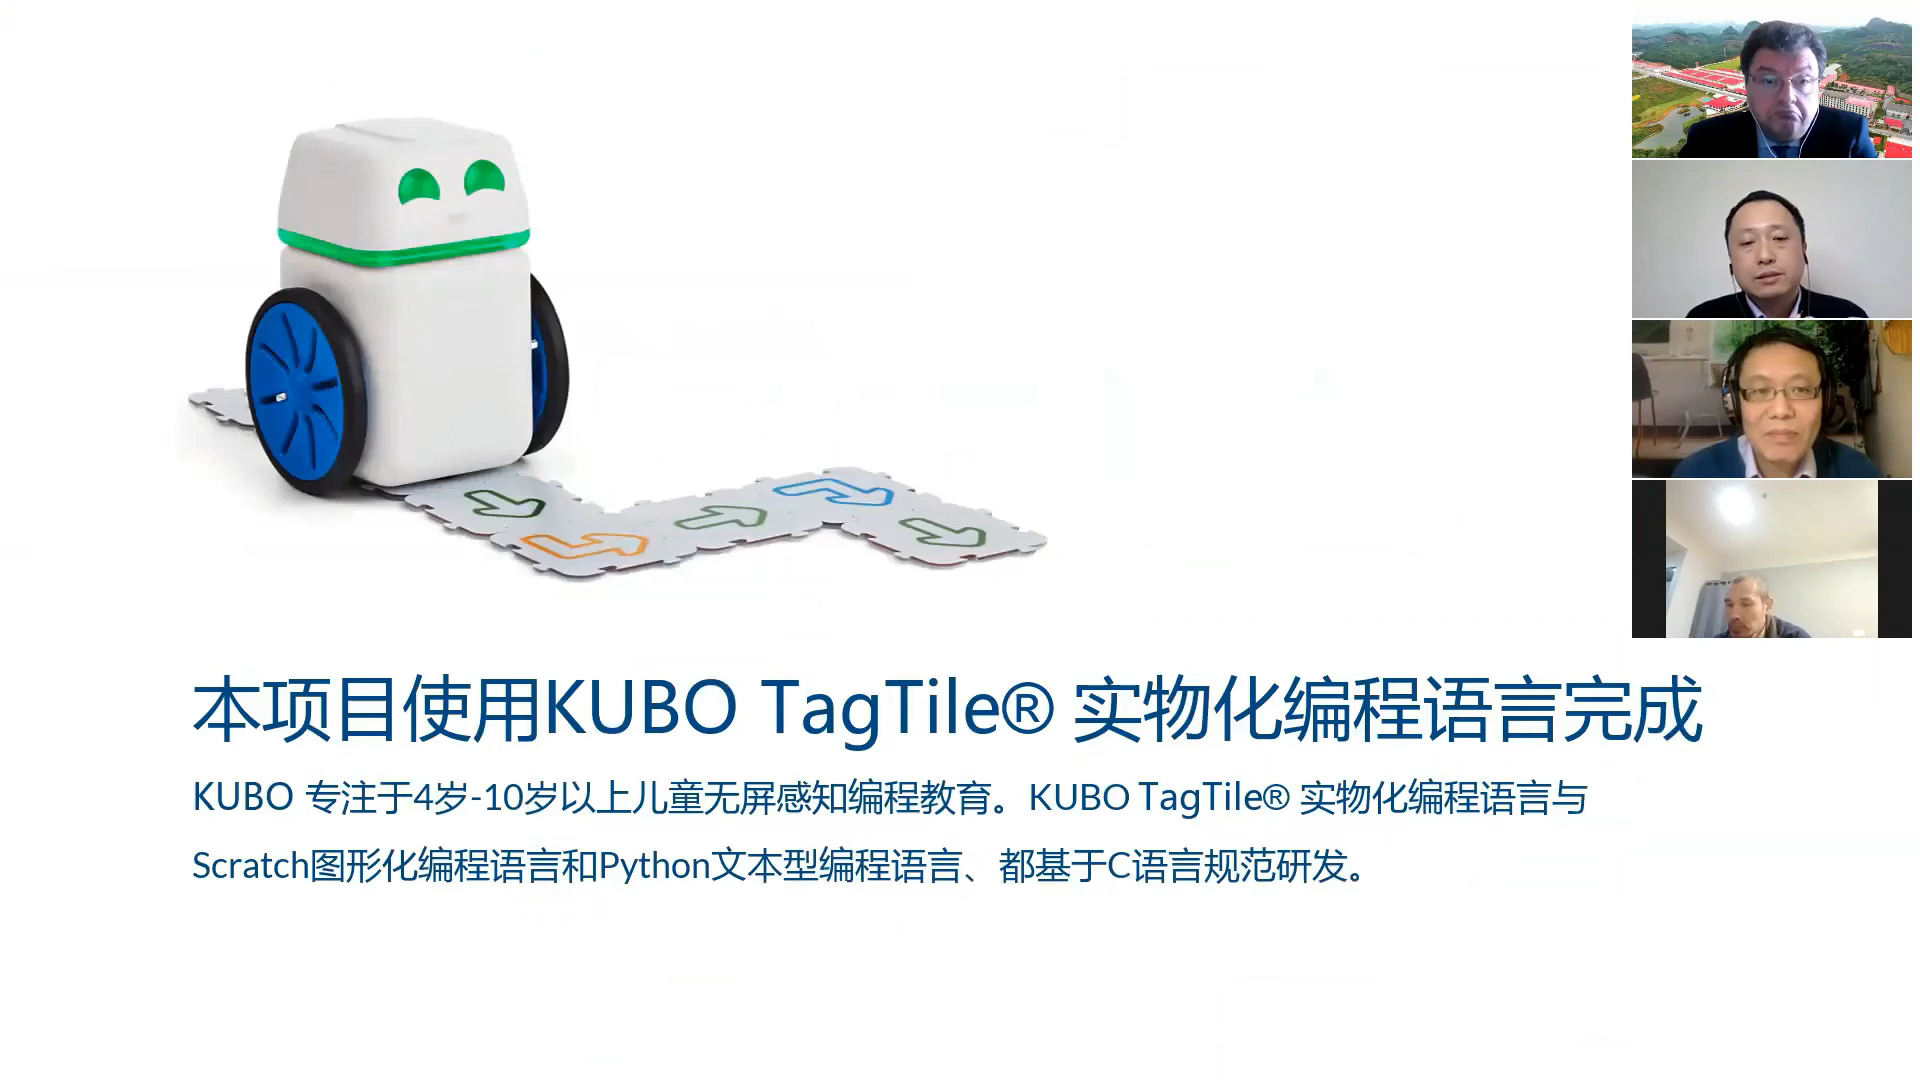 本项目使用KUBO TagTile® 实物化编程语言完成
KUBO 专注于4岁-10岁以上儿童无屏感知编程教育。KUBO TagTile® 实物化编程语言与
Scratch图形化编程语言和Python文本型编程语言、都基于C语言规范研发。